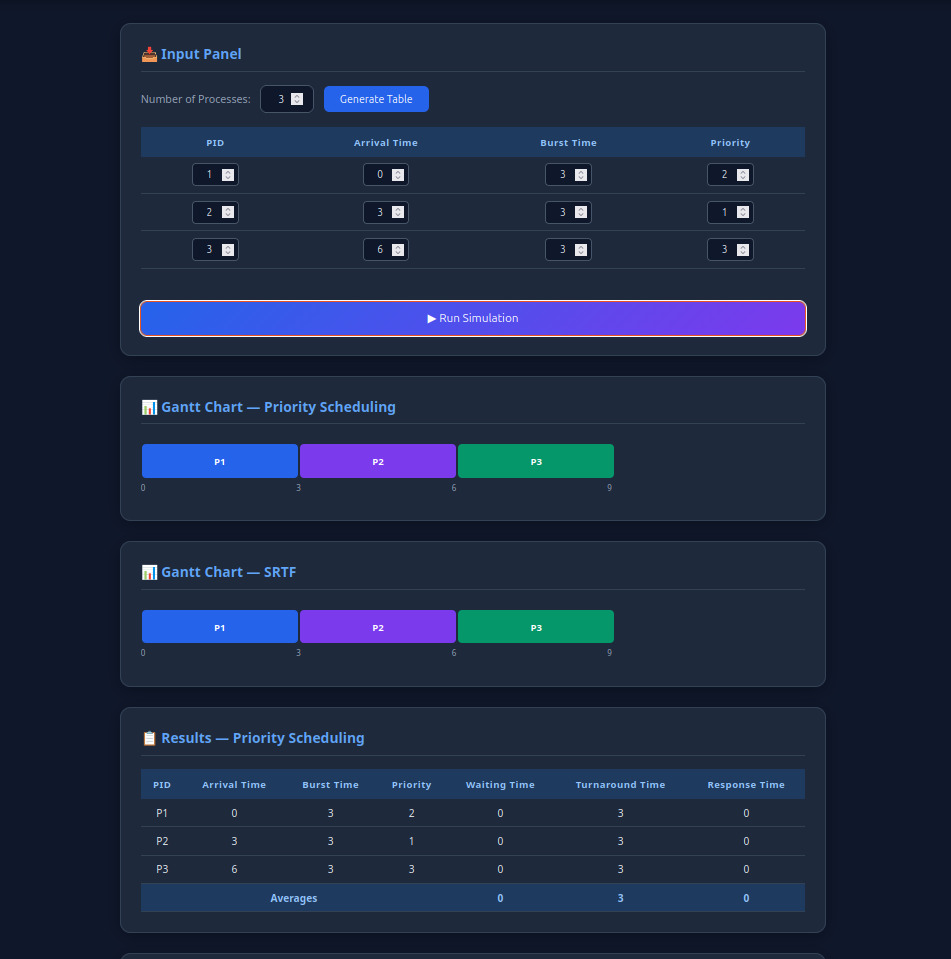 📥 Input Panel
Number of Processes: 3 Generate Table
PID Arrival Time Burst Time Priority
1 0 3 2
2 3 3 1
3 6 3 3
▶ Run Simulation
📊 Gantt Chart — Priority Scheduling
P1 P2 P3
0 3 6 9
📊 Gantt Chart — SRTF
P1 P2 P3
0 3 6 9
📋 Results — Priority Scheduling
PID Arrival Time Burst Time Priority Waiting Time Turnaround Time Response Time
P1 0 3 2 0 3 0
P2 3 3 1 0 3 0
P3 6 3 3 0 3 0
Averages 0 3 0